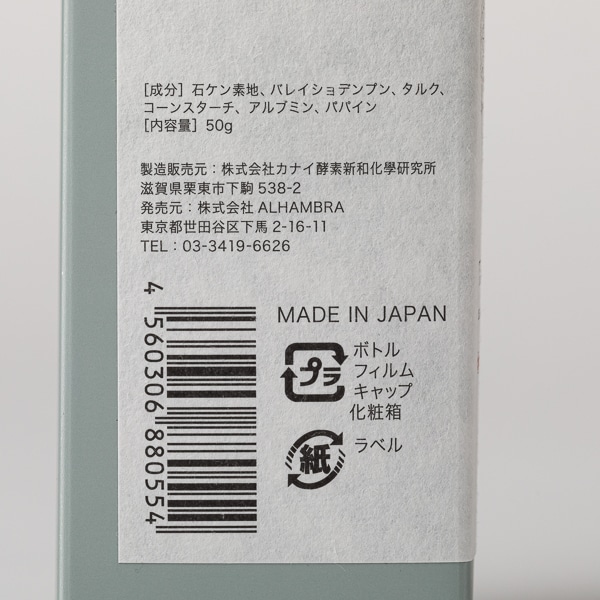 [成分] 石ケン素地、バレイショデンプン、タルク、
コーンスターチ、アルブミン、パパイン
[内容量] 50g
製造販売元：株式会社カナイ酵素新和化學研究所
滋賀県栗東市下鈎 538-2
発売元：株式会社 ALHAMBRA
東京都世田谷区下馬 2-16-11
TEL：03-3419-6626
4 560306 880554
MADE IN JAPAN
プラ
ボトル
フィルム
キャップ
化粧箱
紙
ラベル